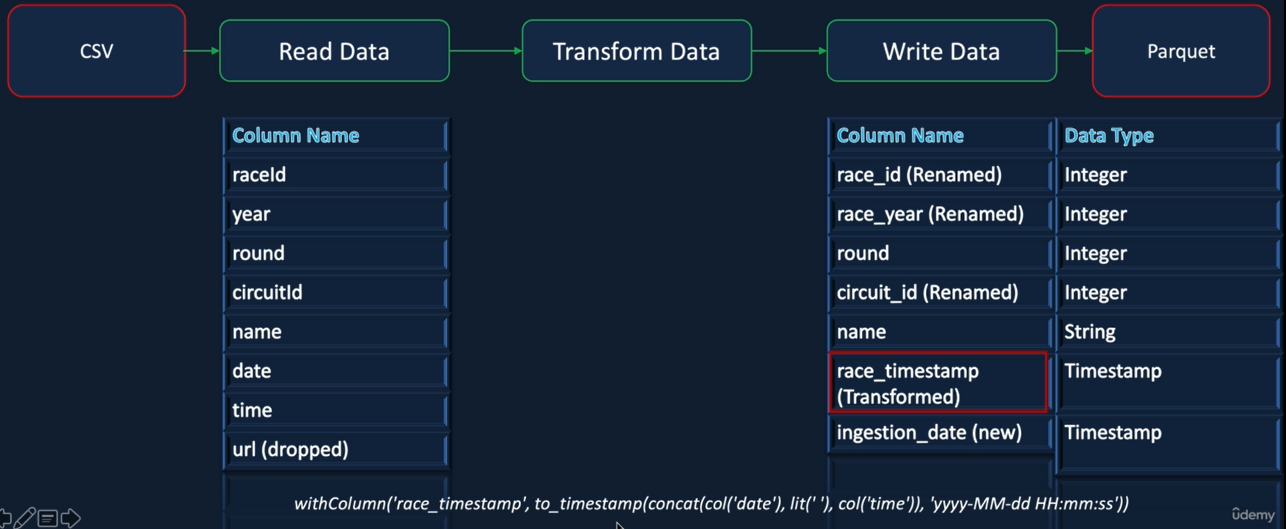 CSV
Read Data
Transform Data
Write Data
Parquet
Column Name
raceId
year
round
circuitId
name
date
time
url (dropped)
Column Name Data Type
race_id (Renamed) Integer
race_year (Renamed) Integer
round Integer
circuit_id (Renamed) Integer
name String
race_timestamp Timestamp
(Transformed)
ingestion_date (new) Timestamp
withColumn('race_timestamp', to_timestamp(concat(col('date'), lit(' '), col('time')), 'yyyy-MM-dd HH:mm:ss'))
ûdemy